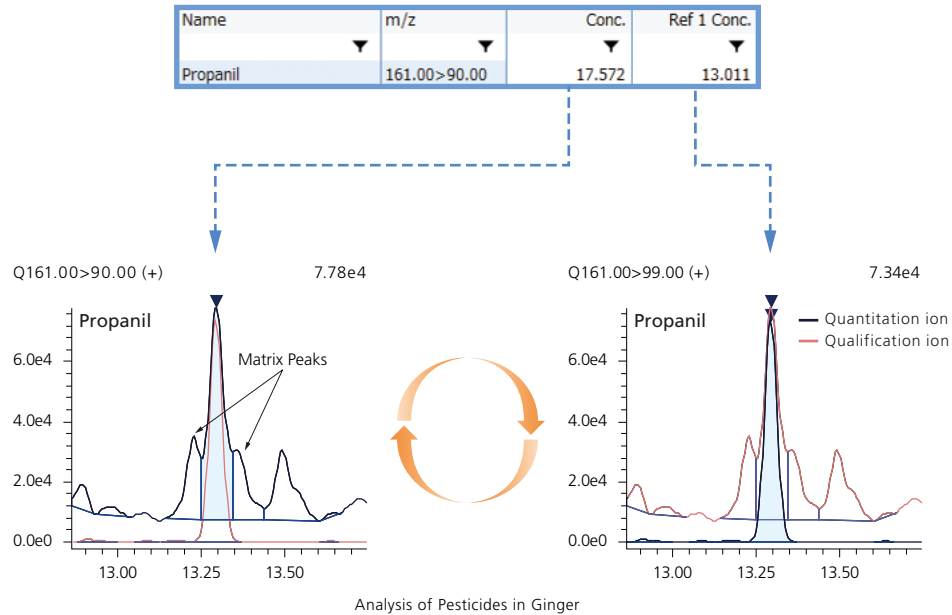 Name m/z Conc. Ref 1 Conc.
Propanil 161.00>90.00 17.572 13.011
Q161.00>90.00 (+) 7.78e4
Propanil
Matrix Peaks
6.0e4
4.0e4
2.0e4
0.0e0
13.00 13.25 13.50
Q161.00>99.00 (+) 7.34e4
Propanil
Quantitation ion
Qualification ion
6.0e4
4.0e4
2.0e4
0.0e0
13.00 13.25 13.50
Analysis of Pesticides in Ginger